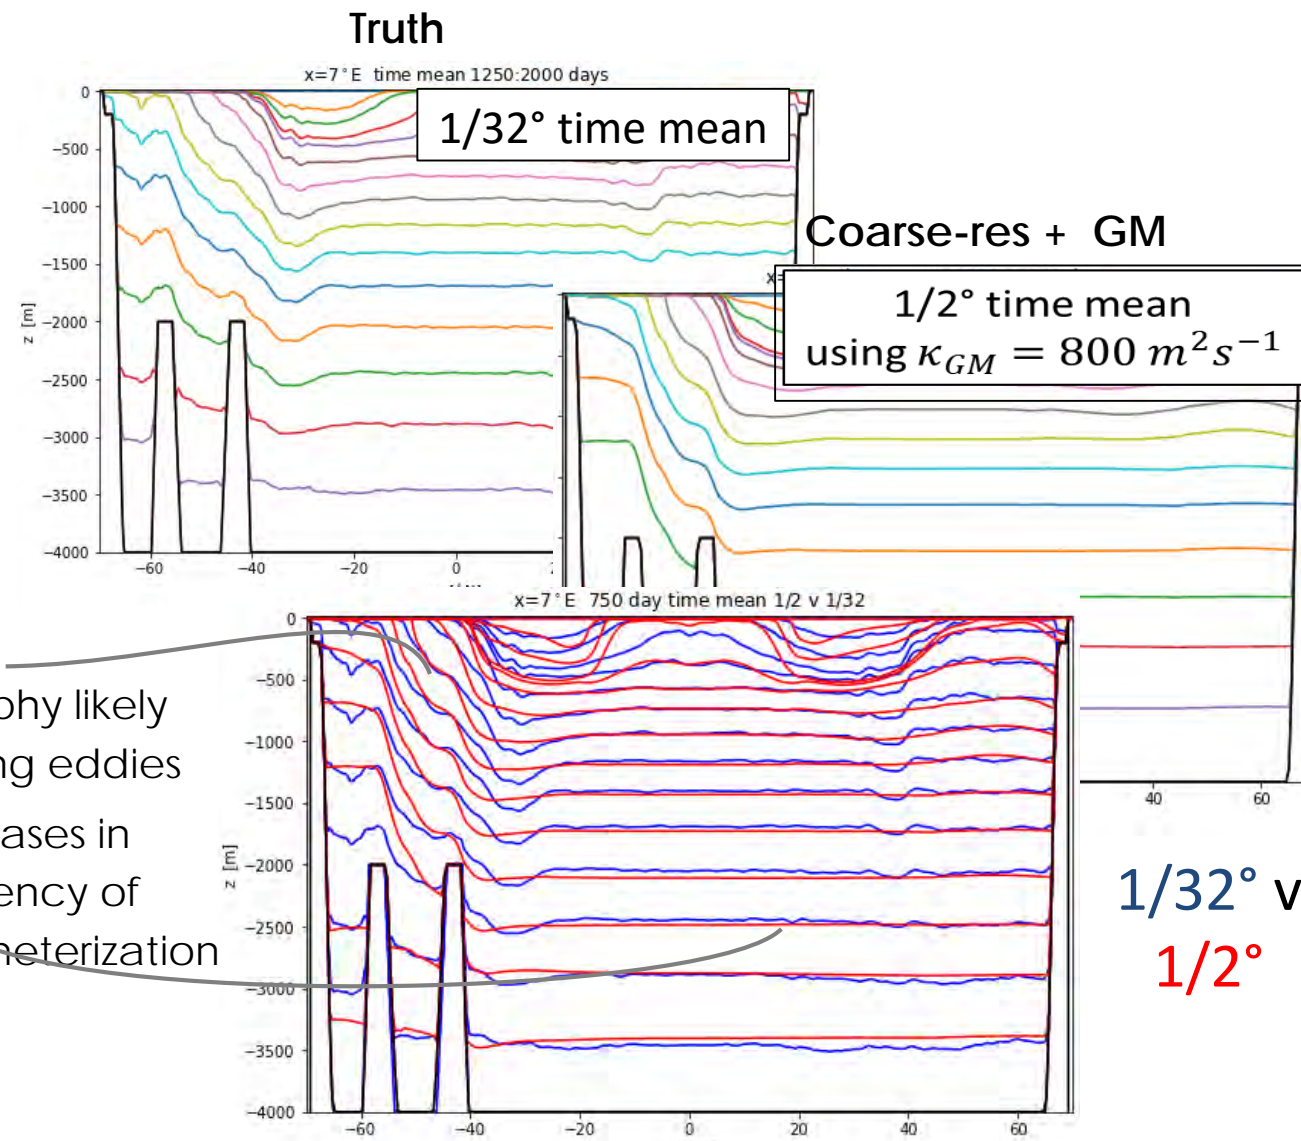 Truth
x=7°E time mean 1250:2000 days
1/32° time mean
0
−500
−1000
−1500
−2000
−2500
−3000
−3500
−4000
z [m]
−60
−40
−20
0
Coarse-res + GM
1/2° time mean
using κGM = 800 m²s⁻¹
40
60
x=7°E 750 day time mean 1/2 v 1/32
0
−500
−1000
−1500
−2000
−2500
−3000
−3500
−4000
z [m]
−60
−40
−20
0
20
40
60
phy likely
ng eddies
ases in
ency of
meterization
1/32° v
1/2°